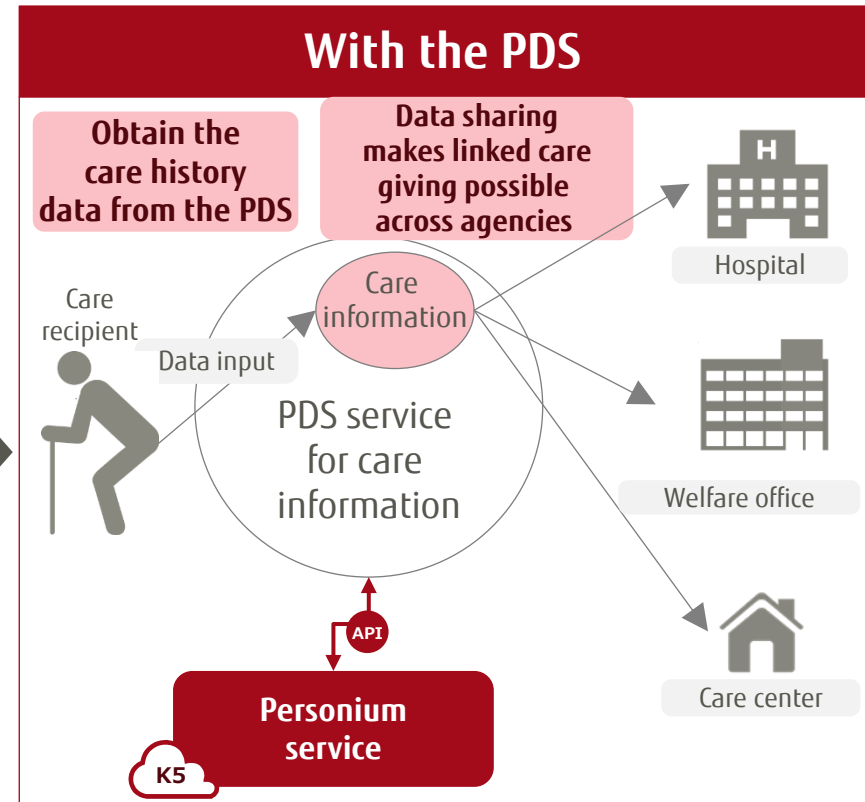 With the PDS
Obtain the
care history
data from the PDS
Data sharing
makes linked care
giving possible
across agencies
Hospital
Care
recipient
Care
information
Data input
PDS service
for care
information
Welfare office
API
Care center
Personium
service
K5
H